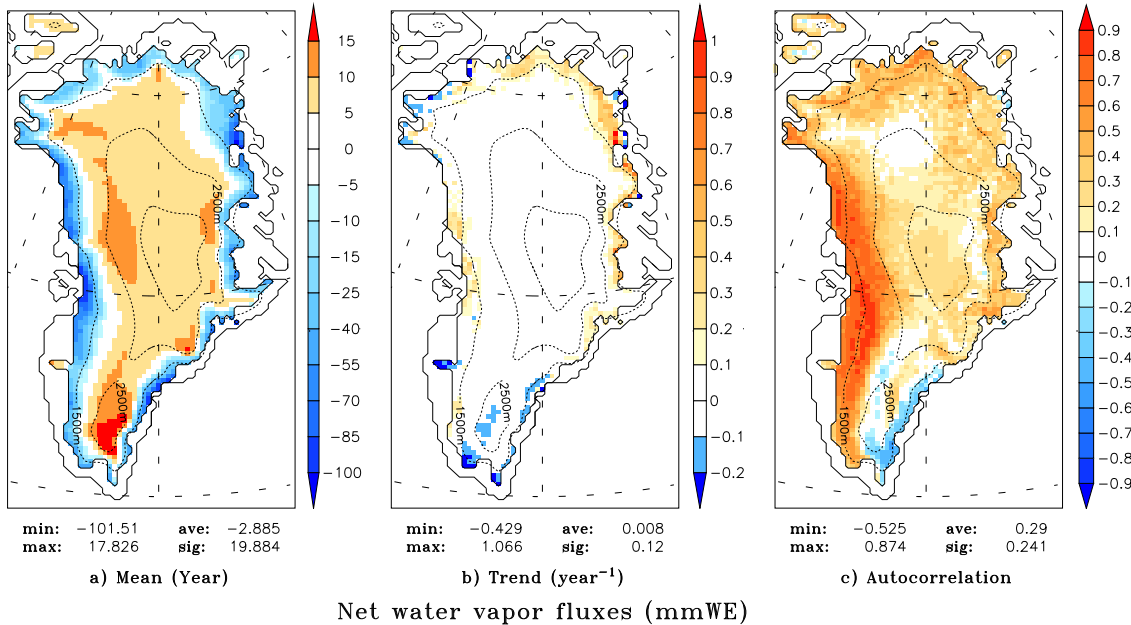 15
10
5
0
−5
−10
−15
−25
−40
−55
−70
−85
−100
2500m
2500m
1500m
1
0.9
0.8
0.7
0.6
0.5
0.4
0.3
0.2
0.1
0
−0.1
−0.2
2500m
2500m
1500m
0.9
0.8
0.7
0.6
0.5
0.4
0.3
0.2
0.1
0
−0.1
−0.2
−0.3
−0.4
−0.5
−0.6
−0.7
−0.8
−0.9
2500m
2500m
1500m
min: −101.51 ave: −2.885
max: 17.826 sig: 19.884
a) Mean (Year)
min: −0.429 ave: 0.008
max: 1.066 sig: 0.12
b) Trend (year⁻¹)
min: −0.525 ave: 0.29
max: 0.874 sig: 0.241
c) Autocorrelation
Net water vapor fluxes (mmWE)